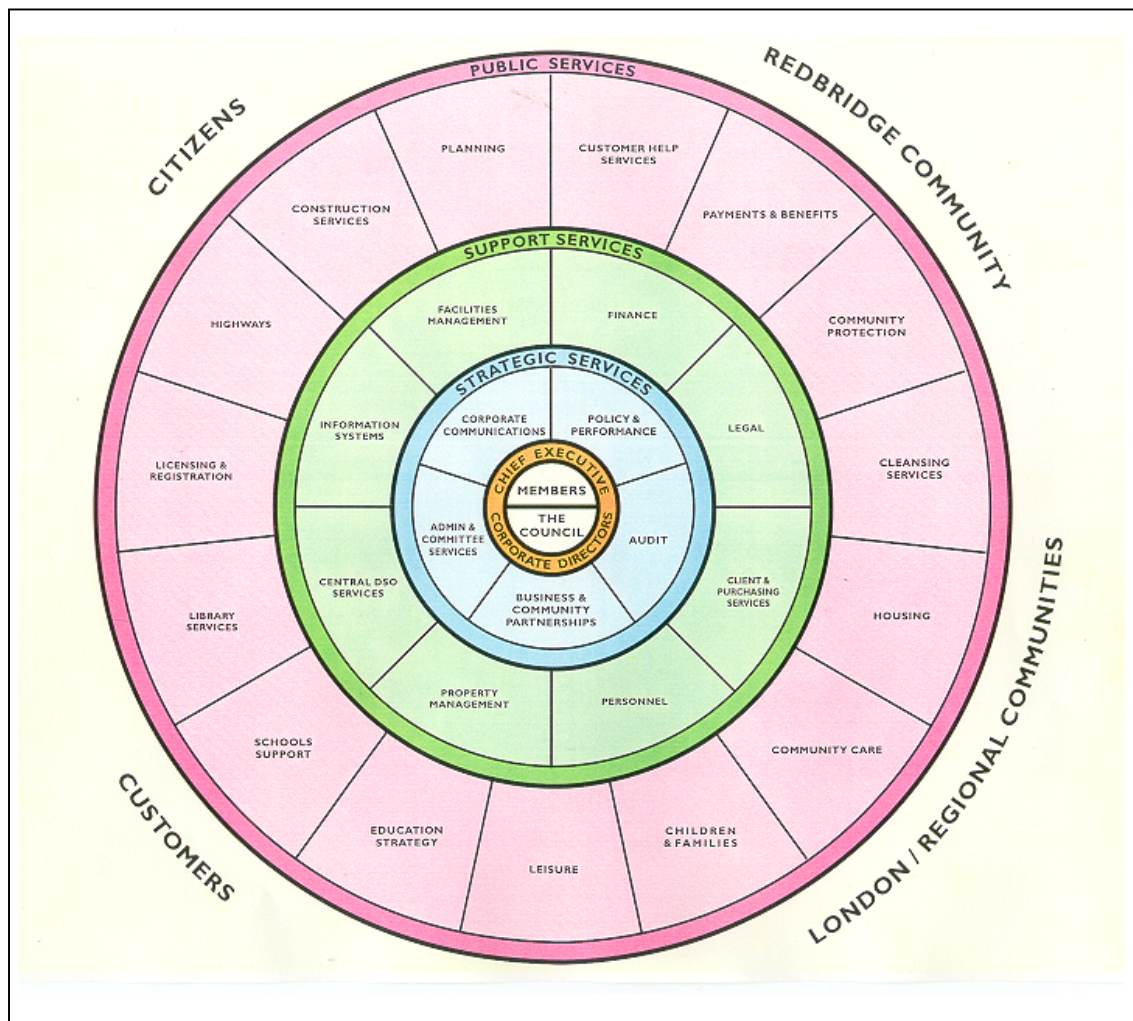 CITIZENS
REDBRIDGE COMMUNITY
PUBLIC SERVICES
PLANNING
CUSTOMER HELP
SERVICES
CONSTRUCTION
SERVICES
PAYMENTS & BENEFITS
HIGHWAYS
COMMUNITY
PROTECTION
LICENSING &
REGISTRATION
CLEANSING
SERVICES
LIBRARY
SERVICES
HOUSING
SCHOOLS
SUPPORT
COMMUNITY CARE
EDUCATION
STRATEGY
LEISURE
CHILDREN
& FAMILIES
SUPPORT SERVICES
FACILITIES
MANAGEMENT
FINANCE
INFORMATION
SYSTEMS
LEGAL
CENTRAL DSO
SERVICES
CLIENT &
PURCHASING
SERVICES
PROPERTY
MANAGEMENT
PERSONNEL
STRATEGIC SERVICES
CORPORATE
COMMUNICATIONS
POLICY &
PERFORMANCE
ADMIN &
COMMITTEE
SERVICES
AUDIT
BUSINESS &
COMMUNITY
PARTNERSHIPS
CHIEF EXECUTIVE
MEMBERS
THE
COUNCIL
CORPORATE DIRECTORS
CUSTOMERS
LONDON / REGIONAL COMMUNITIES